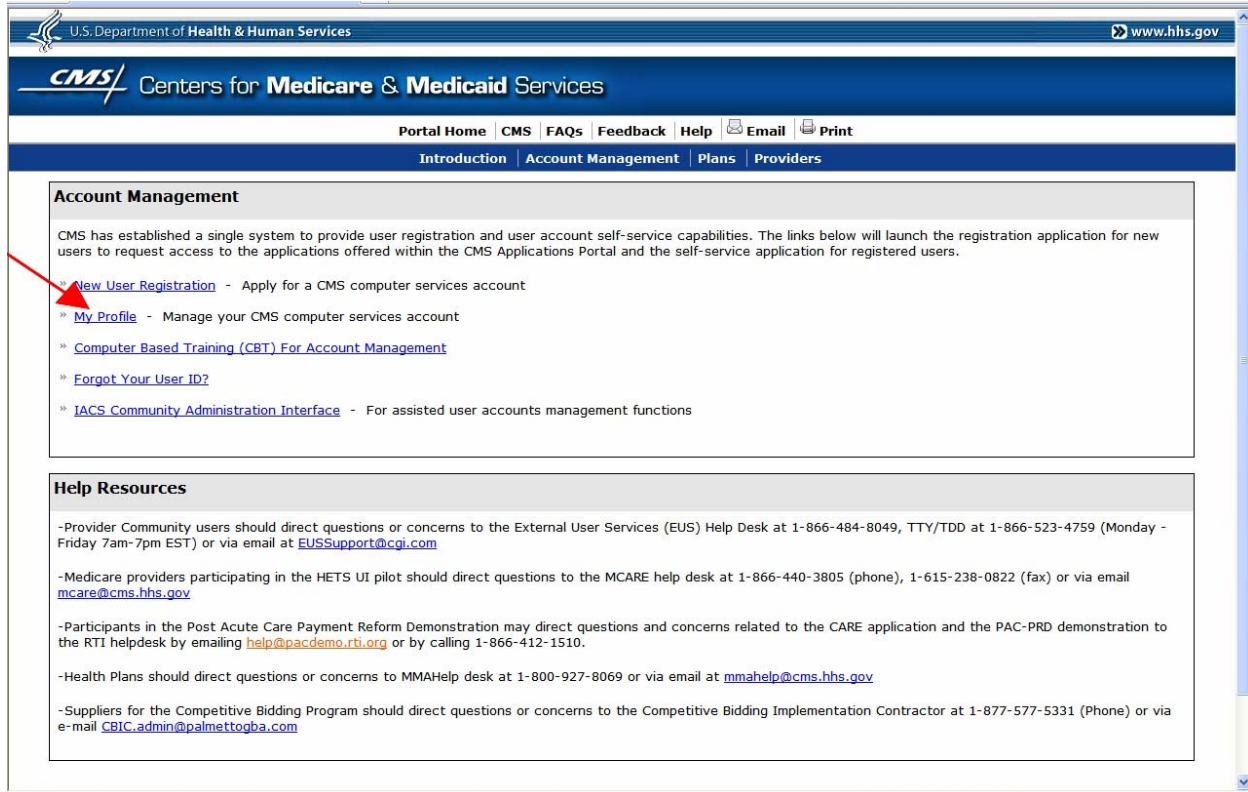 U.S. Department of Health & Human Services
www.hhs.gov
CMS/ Centers for Medicare & Medicaid Services
Portal Home | CMS | FAQs | Feedback | Help | Email | Print
Introduction | Account Management | Plans | Providers
Account Management
CMS has established a single system to provide user registration and user account self-service capabilities. The links below will launch the registration application for new
users to request access to the applications offered within the CMS Applications Portal and the self-service application for registered users.
» New User Registration - Apply for a CMS computer services account
» My Profile - Manage your CMS computer services account
» Computer Based Training (CBT) For Account Management
» Forgot Your User ID?
» IACS Community Administration Interface - For assisted user accounts management functions
Help Resources
-Provider Community users should direct questions or concerns to the External User Services (EUS) Help Desk at 1-866-484-8049, TTY/TDD at 1-866-523-4759 (Monday -
Friday 7am-7pm EST) or via email at EUSSupport@cgi.com
-Medicare providers participating in the HETS UI pilot should direct questions to the MCARE help desk at 1-866-440-3805 (phone), 1-615-238-0822 (fax) or via email
mcare@cms.hhs.gov
-Participants in the Post Acute Care Payment Reform Demonstration may direct questions and concerns related to the CARE application and the PAC-PRD demonstration to
the RTI helpdesk by emailing help@pacdemo.rti.org or by calling 1-866-412-1510.
-Health Plans should direct questions or concerns to MMAHelp desk at 1-800-927-8069 or via email at mmahelp@cms.hhs.gov
-Suppliers for the Competitive Bidding Program should direct questions or concerns to the Competitive Bidding Implementation Contractor at 1-877-577-5331 (Phone) or via
e-mail CBIC.admin@palmettogba.com